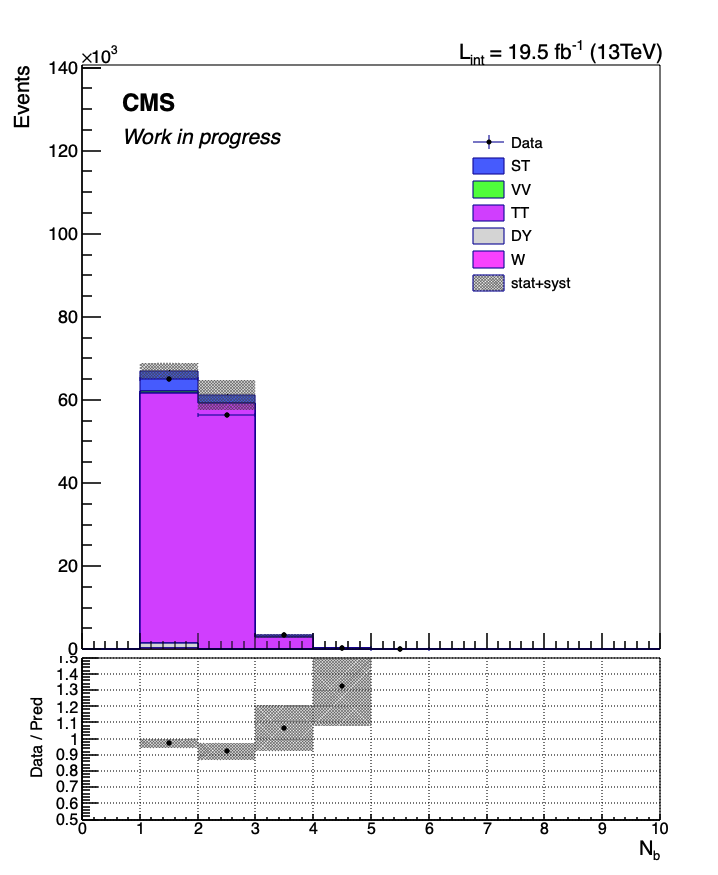 ×10³
L_int = 19.5 fb⁻¹ (13TeV)
Events
140
120
100
80
60
40
20
0
CMS
Work in progress
Data
ST
VV
TT
DY
W
stat+syst
Data / Pred
1.5
1.4
1.3
1.2
1.1
1
0.9
0.8
0.7
0.6
0.5
0 1 2 3 4 5 6 7 8 9 10
N_b